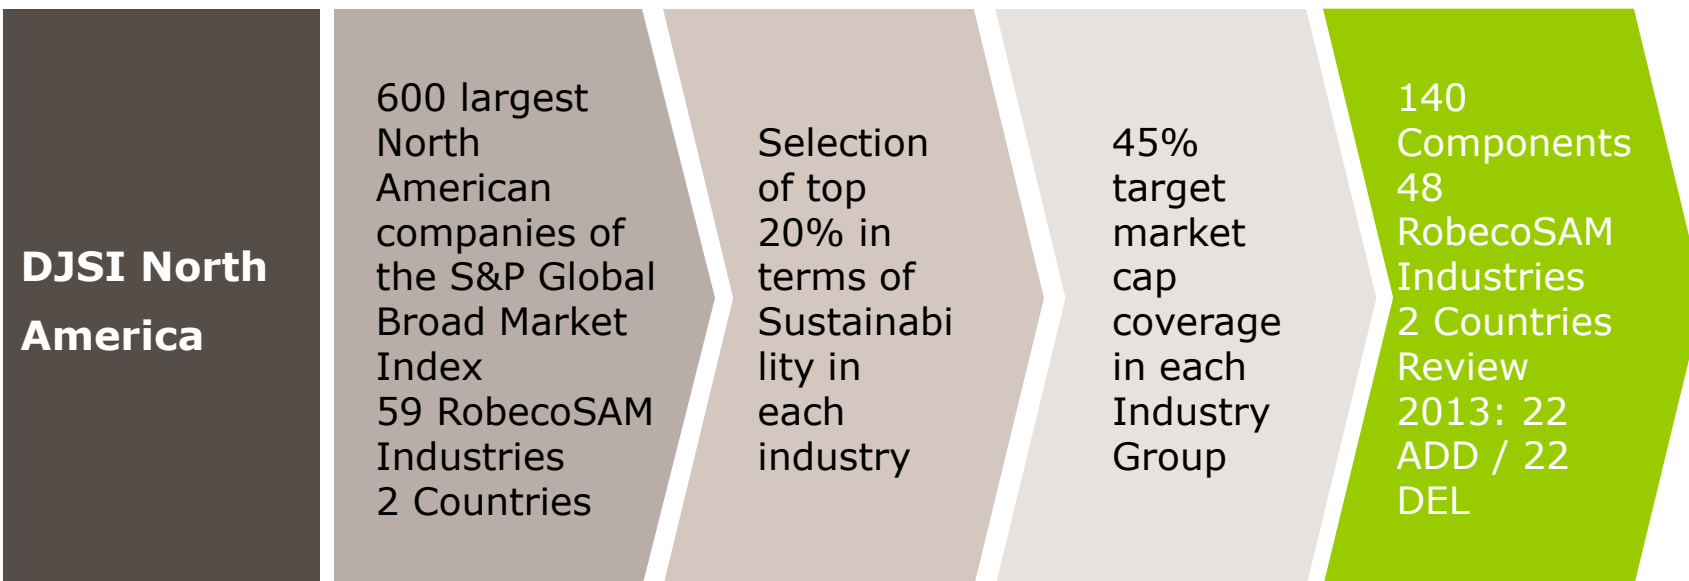 DJSI North
America
600 largest
North
American
companies of
the S&P Global
Broad Market
Index
59 RobecoSAM
Industries
2 Countries
Selection
of top
20% in
terms of
Sustainabi
lity in
each
industry
45%
target
market
cap
coverage
in each
Industry
Group
140
Components
48
RobecoSAM
Industries
2 Countries
Review
2013: 22
ADD / 22
DEL